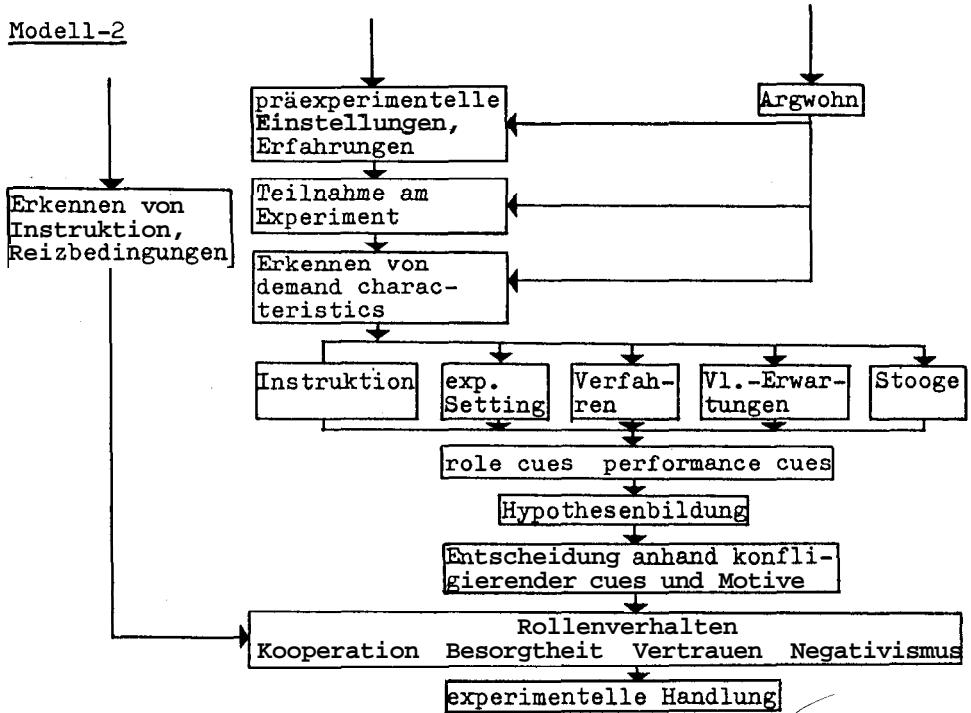 Modell-2
präexperimentelle
Einstellungen,
Erfahrungen
Argwohn
Teilnahme am
Experiment
Erkennen von
Instruktion,
Reizbedingungen
Erkennen von
demand charac-
teristics
Instruktion
exp.
Setting
Verfah-
ren
Vl.-Erwar-
tungen
Stooge
role cues performance cues
Hypothesenbildung
Entscheidung anhand konfli-
gierender cues und Motive
Rollenverhalten
Kooperation Besorgtheit Vertrauen Negativismus
experimentelle Handlung